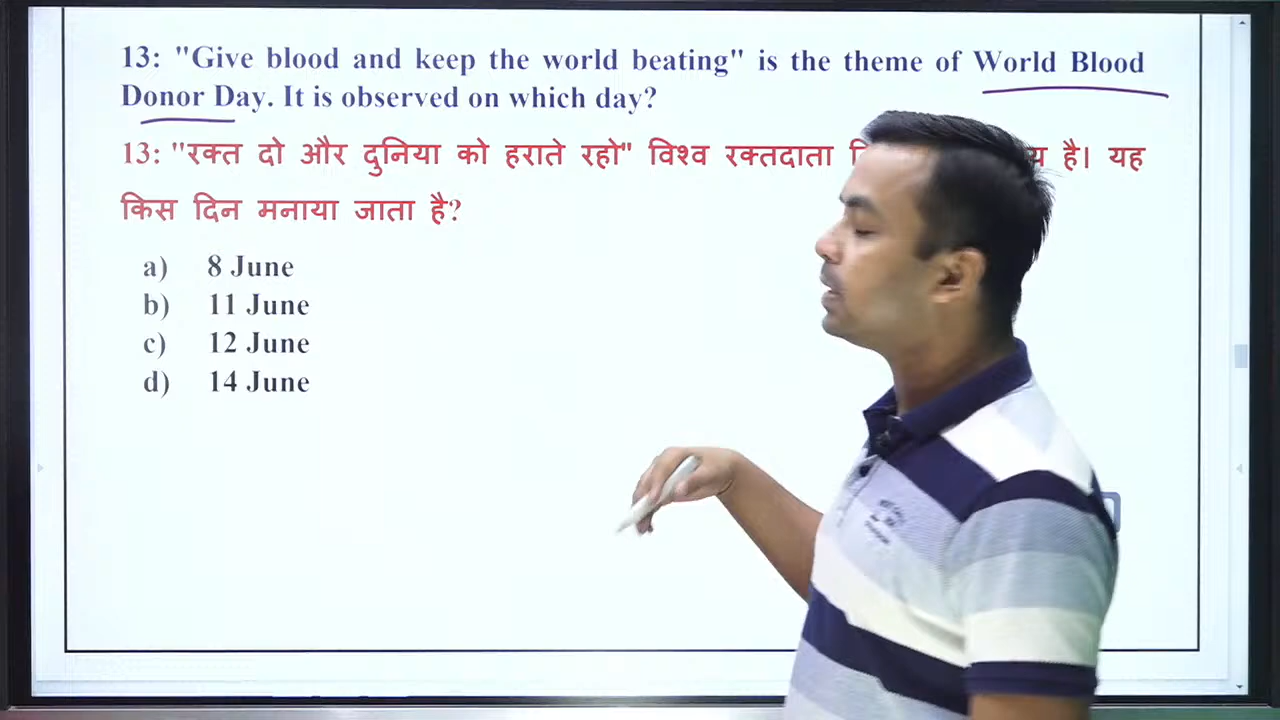 13: "Give blood and keep the world beating" is the theme of World Blood
Donor Day. It is observed on which day?
13: "रक्त दो और दुनिया को हराते रहो" विश्व रक्तदाता है। यह
किस दिन मनाया जाता है?
a) 8 June
b) 11 June
c) 12 June
d) 14 June